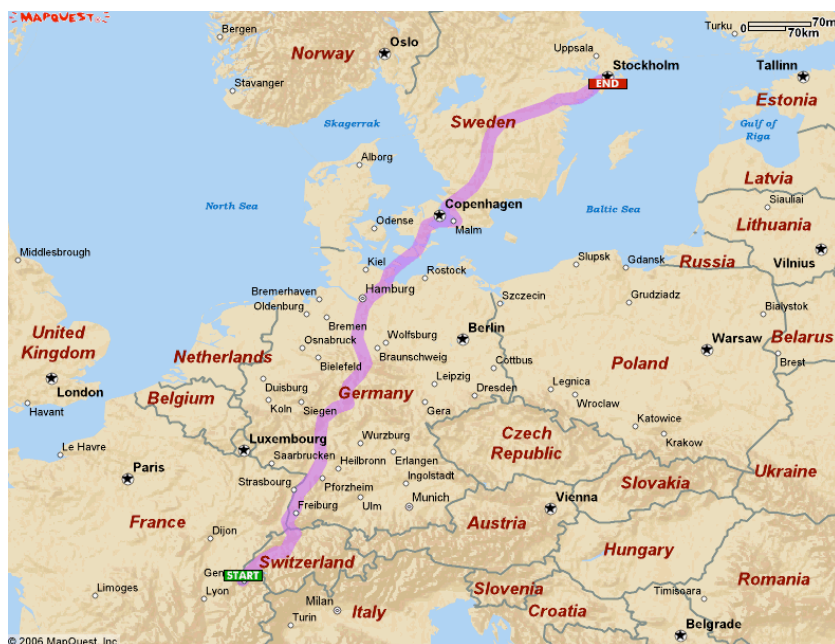 MAPQUEST
Bergen
Norway
Oslo
Uppsala
Turku
0 70mi
70km
Stockholm
END
Tallinn
Stavanger
Estonia
Skagerrak
Sweden
Gulf of
Riga
Alborg
Latvia
Siauliai
North Sea
Copenhagen
Baltic Sea
Lithuania
Odense
Malm
Middlesbrough
Vilnius
Kiel
Rostock
Slupsk
Gdansk
Russia
Bremerhaven
Hamburg
Oldenburg
Szczecin
Grudziadz
Bialystok
Bremen
United
Kingdom
Osnabruck
Wolfsburg
Berlin
Belarus
Netherlands
Braunschweig
Warsaw
Bielefeld
Poland
Brest
Cottbus
London
Duisburg
Germany
Leipzig
Legnica
Havant
Belgium
Koln
Siegen
Dresden
Wroclaw
Gera
Katowice
Le Havre
Luxembourg
Wurzburg
Czech
Republic
Krakow
Saarbrucken
Heilbronn
Erlangen
Paris
Strasbourg
Pforzheim
Ingolstadt
Slovakia
Ukraine
Freiburg
Ulm
Munich
Vienna
France
Austria
Dijon
Hungary
Switzerland
Gen
START
Romania
Limoges
Lyon
Slovenia
Timisoara
Milan
Italy
Croatia
Turin
Belgrade
© 2006 MapQuest, Inc